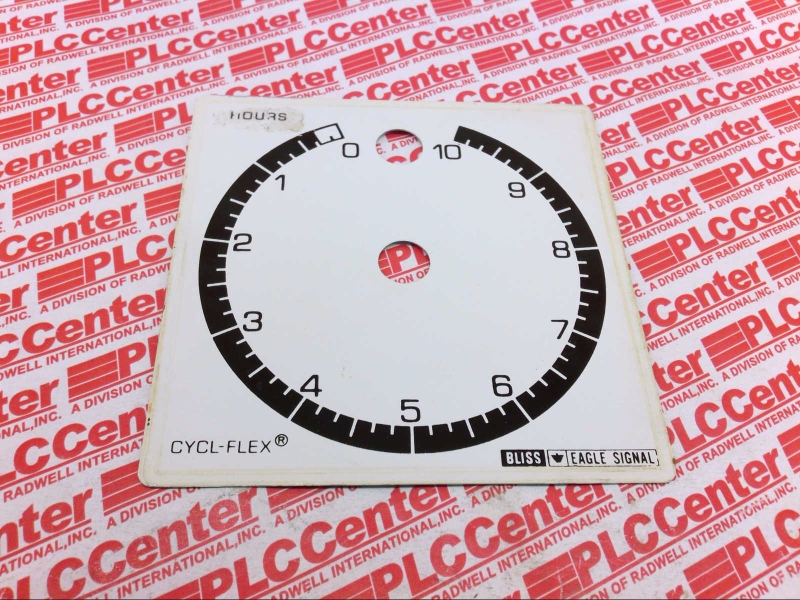 HOURS
0
10
1
9
2
8
3
7
4
6
5
CYCL-FLEX®
BLISS EAGLE SIGNAL
PLCCenter
A DIVISION OF RADWELL INTERNATIONAL, INC.